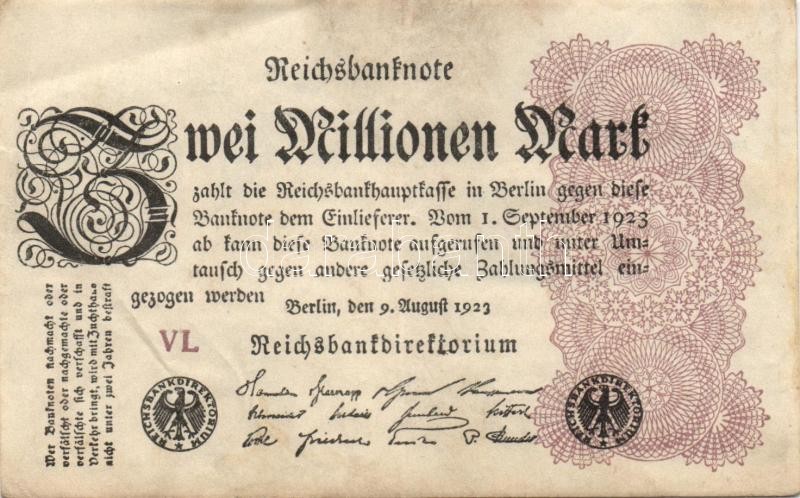 Reichsbanknote
Zwei Millionen Mark
zahlt die Reichsbankhauptkasse in Berlin gegen diese
Banknote dem Einlieferer. Vom 1. September 1923
ab kann diese Banknote aufgerufen und unter Um-
tausch gegen andere gesetzliche Zahlungsmittel ein-
gezogen werden
Berlin, den 9. August 1923
VL
Reichsbankdirektorium
REICHSBANKDIREKTORIUM
REICHSBANKDIREKTORIUM
Wer Banknoten nachmacht oder
verfälscht oder nachgemachte oder
verfälschte sich verschafft und in
Verkehr bringt, wird mit Zuchthaus
nicht unter zwei Jahren bestraft